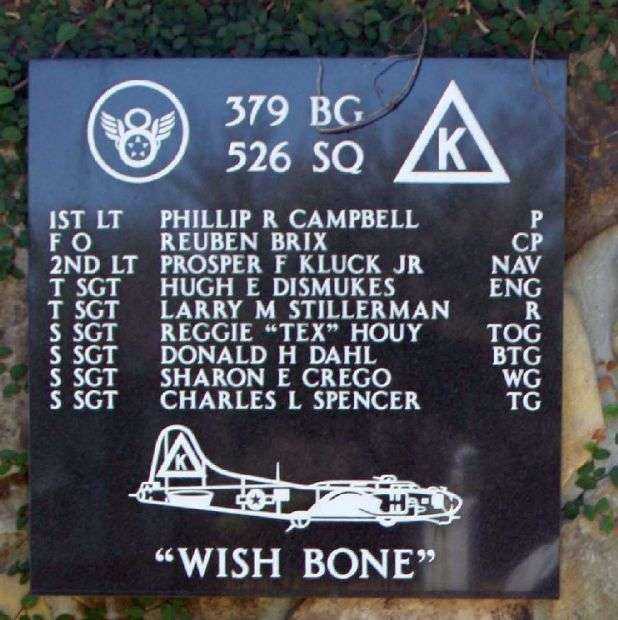 379 BG
526 SQ
K
1ST LT PHILLIP R CAMPBELL P
F O REUBEN BRIX CP
2ND LT PROSPER F KLUCK JR NAV
T SGT HUGH E DISMUKES ENG
T SGT LARRY M STILLERMAN R
S SGT REGGIE “TEX” HOUY TOG
S SGT DONALD H DAHL BTG
S SGT SHARON E CREGO WG
S SGT CHARLES L SPENCER TG
K
“WISH BONE”